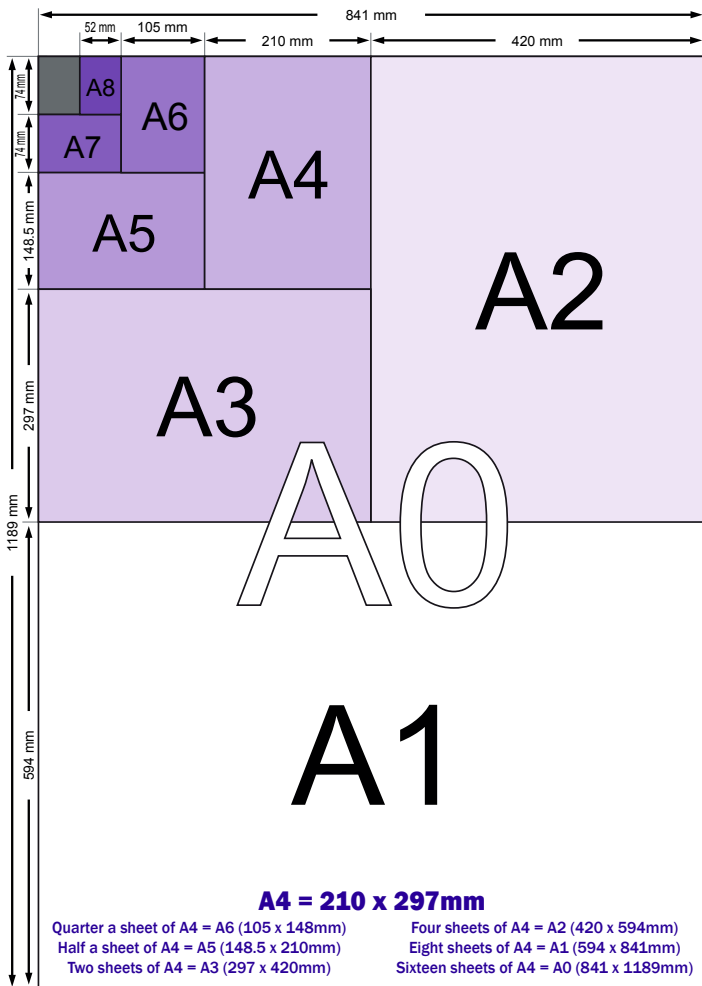 841 mm
52 mm
105 mm
210 mm
420 mm
74 mm
74 mm
148.5 mm
297 mm
1189 mm
594 mm
A8
A7
A6
A5
A4
A3
A2
A0
A1
A4 = 210 x 297mm
Quarter a sheet of A4 = A6 (105 x 148mm)
Half a sheet of A4 = A5 (148.5 x 210mm)
Two sheets of A4 = A3 (297 x 420mm)
Four sheets of A4 = A2 (420 x 594mm)
Eight sheets of A4 = A1 (594 x 841mm)
Sixteen sheets of A4 = A0 (841 x 1189mm)